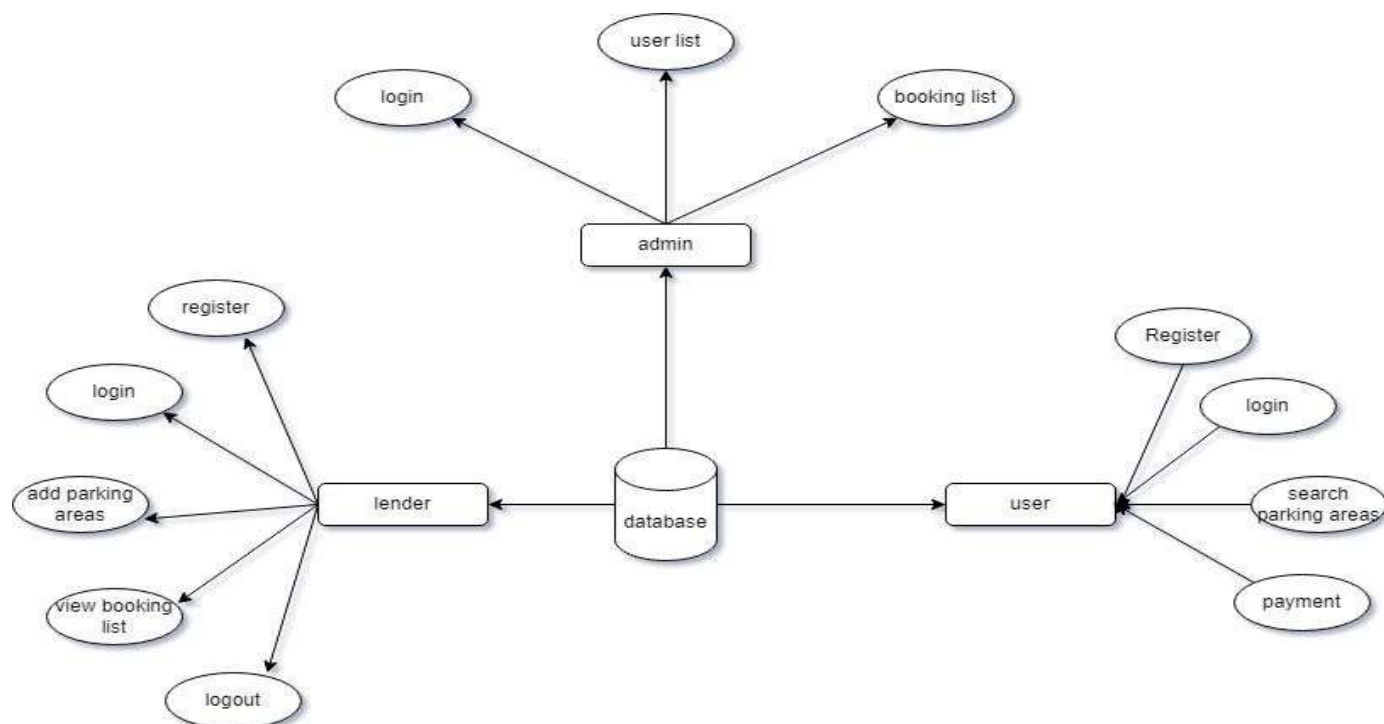 user list
login
booking list
admin
register
Register
login
login
add parking
areas
lender
database
user
search
parking areas
view booking
list
payment
logout